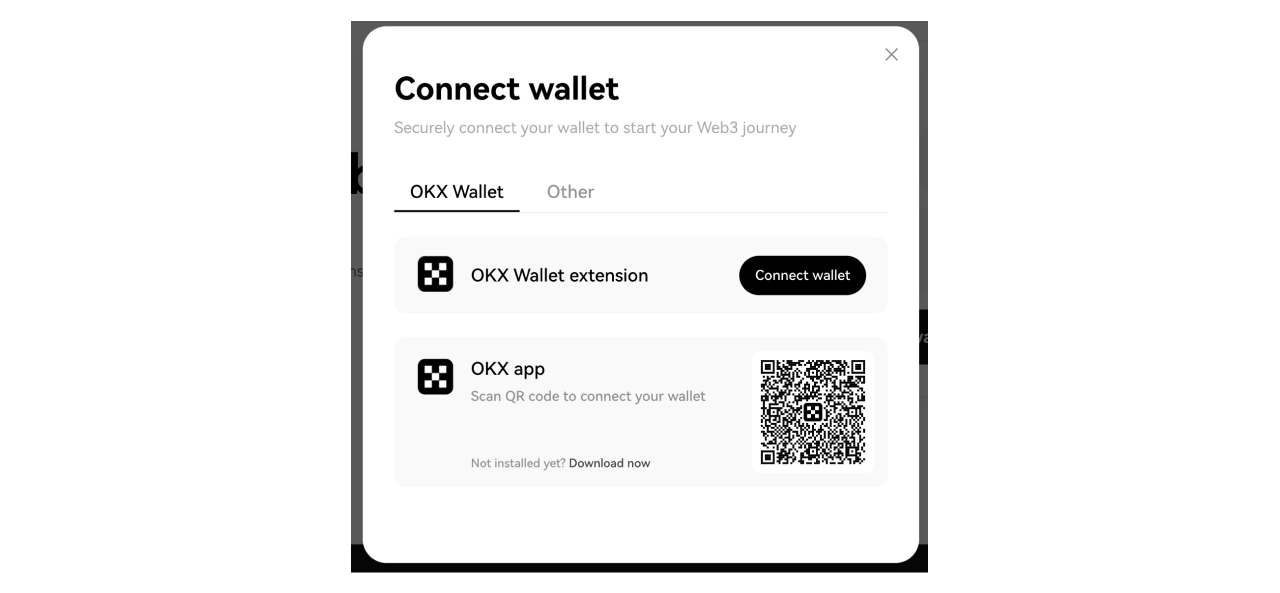 Connect wallet
Securely connect your wallet to start your Web3 journey
OKX Wallet
Other
OKX Wallet extension
Connect wallet
OKX app
Scan QR code to connect your wallet
Not installed yet? Download now